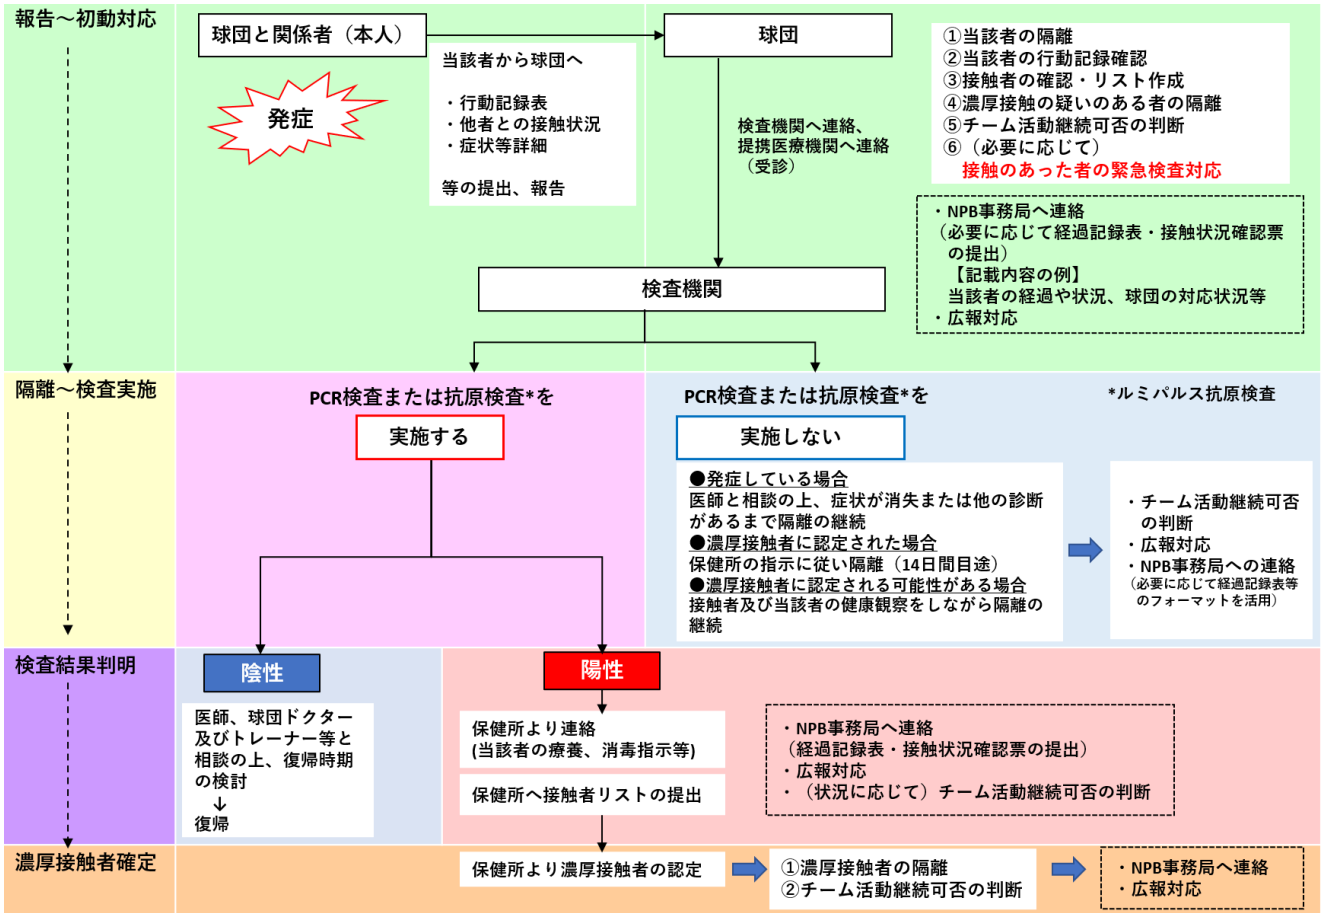 報告～初動対応
球団と関係者（本人）
球団
発症
当該者から球団へ
・行動記録表
・他者との接触状況
・症状等詳細
等の提出、報告
検査機関へ連絡、
提携医療機関へ連絡
（受診）
①当該者の隔離
②当該者の行動記録確認
③接触者の確認・リスト作成
④濃厚接触の疑いのある者の隔離
⑤チーム活動継続可否の判断
⑥（必要に応じて）
接触のあった者の緊急検査対応
・NPB事務局へ連絡
（必要に応じて経過記録表・接触状況確認票
の提出）
【記載内容の例】
当該者の経過や状況、球団の対応状況等
・広報対応
検査機関
隔離～検査実施
PCR検査または抗原検査*を
実施する
PCR検査または抗原検査*を
実施しない
*ルミパルス抗原検査
●発症している場合
医師と相談の上、症状が消失または他の診断
があるまで隔離の継続
●濃厚接触者に認定された場合
保健所の指示に従い隔離（14日間目途）
●濃厚接触者に認定される可能性がある場合
接触者及び当該者の健康観察をしながら隔離の
継続
・チーム活動継続可否
の判断
・広報対応
・NPB事務局への連絡
（必要に応じて経過記録表等
のフォーマットを活用）
検査結果判明
陰性
医師、球団ドクター
及びトレーナー等と
相談の上、復帰時期
の検討
↓
復帰
陽性
保健所より連絡
(当該者の療養、消毒指示等)
保健所へ接触者リストの提出
・NPB事務局へ連絡
（経過記録表・接触状況確認票の提出）
・広報対応
・（状況に応じて）チーム活動継続可否の判断
濃厚接触者確定
保健所より濃厚接触者の認定
①濃厚接触者の隔離
②チーム活動継続可否の判断
・NPB事務局へ連絡
・広報対応